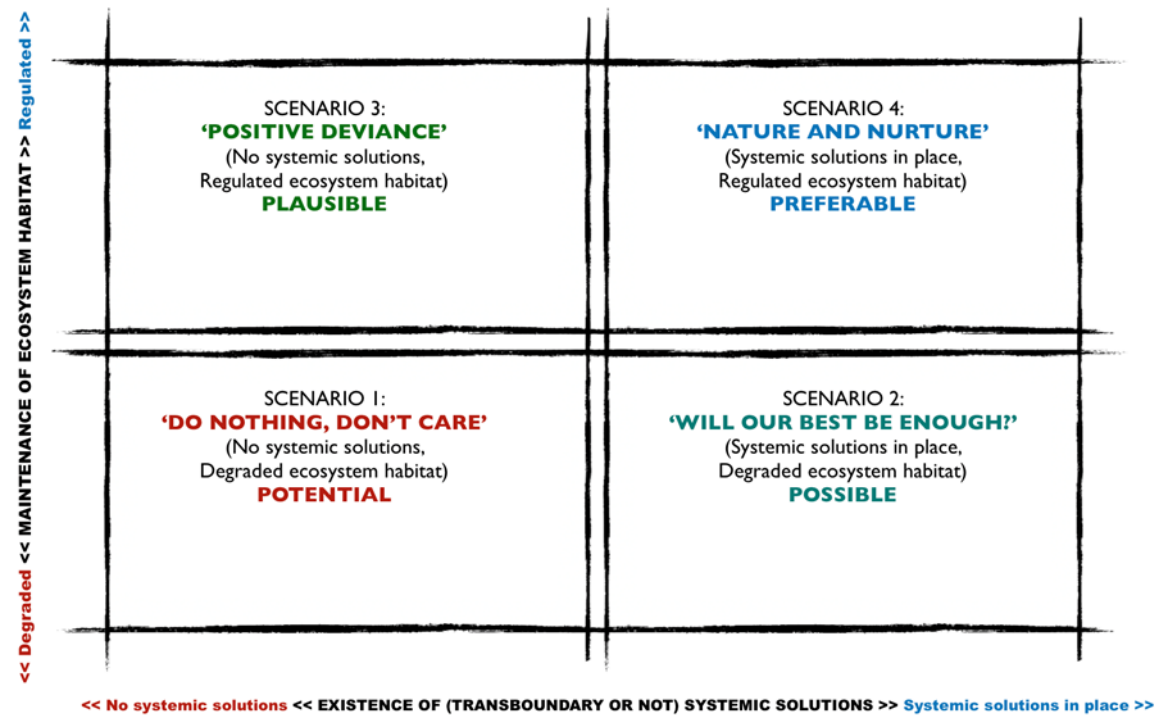 << Degraded << MAINTENANCE OF ECOSYSTEM HABITAT >> Regulated >>
SCENARIO 3:
‘POSITIVE DEVIANCE’
(No systemic solutions,
Regulated ecosystem habitat)
PLAUSIBLE
SCENARIO 4:
‘NATURE AND NURTURE’
(Systemic solutions in place,
Regulated ecosystem habitat)
PREFERABLE
SCENARIO 1:
‘DO NOTHING, DON’T CARE’
(No systemic solutions,
Degraded ecosystem habitat)
POTENTIAL
SCENARIO 2:
‘WILL OUR BEST BE ENOUGH?’
(Systemic solutions in place,
Degraded ecosystem habitat)
POSSIBLE
<< No systemic solutions << EXISTENCE OF (TRANSBOUNDARY OR NOT) SYSTEMIC SOLUTIONS >> Systemic solutions in place >>